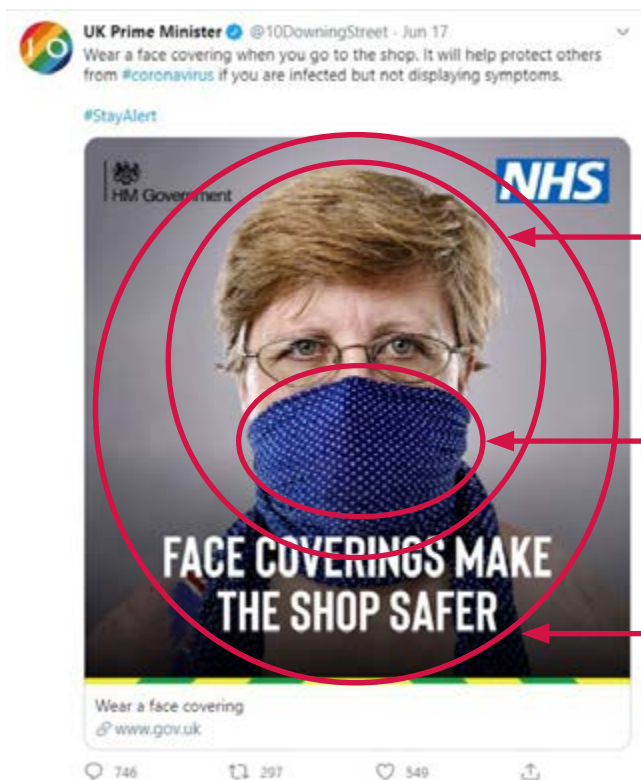 10
UK Prime Minister @10DowningStreet · Jun 17
Wear a face covering when you go to the shop. It will help protect others
from #coronavirus if you are infected but not displaying symptoms.
#StayAlert
HM Government
NHS
FACE COVERINGS MAKE
THE SHOP SAFER
Wear a face covering
www.gov.uk
746 297 549